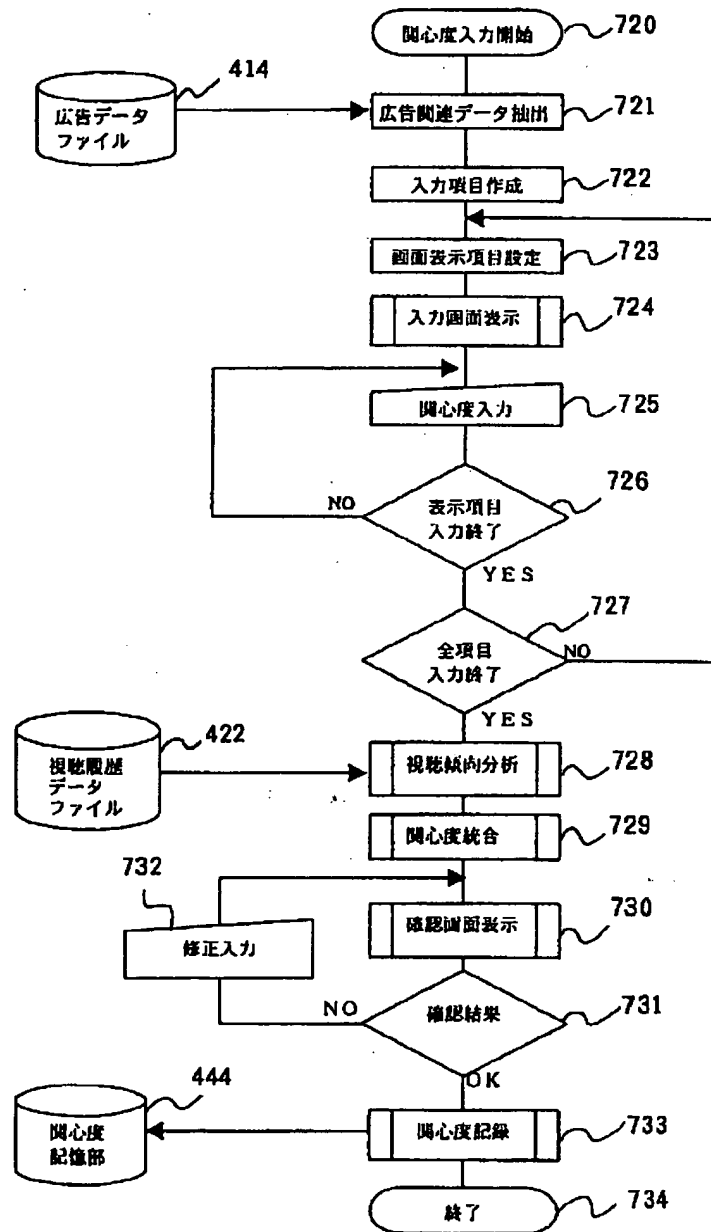 関心度入力開始
720
414
広告データ
ファイル
広告関連データ抽出
721
入力項目作成
722
画面表示項目設定
723
入力画面表示
724
関心度入力
725
表示項目
入力終了
726
NO
YES
全項目
入力終了
727
NO
YES
視聴履歴
データ
ファイル
422
視聴傾向分析
728
関心度統合
729
732
修正入力
確認画面表示
730
確認結果
731
NO
OK
444
関心度
記憶部
関心度記録
733
終了
734